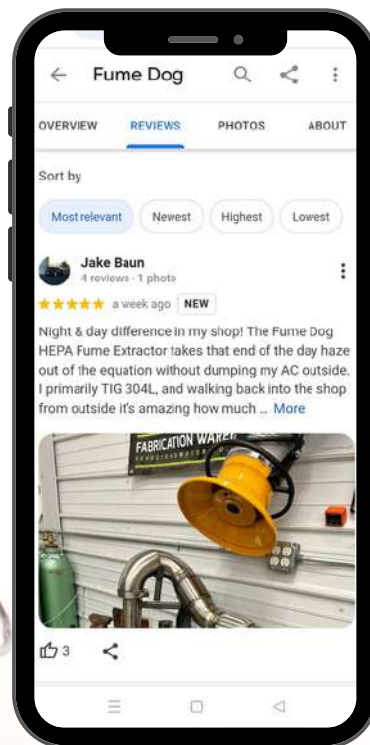 Fume Dog
OVERVIEW REVIEWS PHOTOS ABOUT
Sort by
Most relevant Newest Highest Lowest
Jake Baun
4 reviews · 1 photo
a week ago NEW
Night & day difference in my shop! The Fume Dog
HEPA Fume Extractor takes that end of the day haze
out of the equation without dumping my AC outside.
I primarily TIG 304L, and walking back into the shop
from outside it's amazing how much ... More
FABRICATION
3